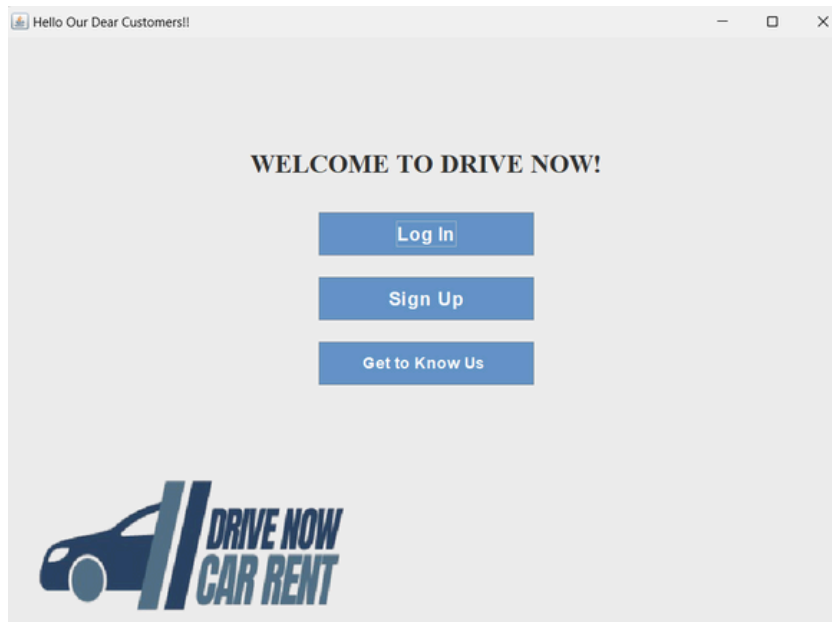 Hello Our Dear Customers!!
WELCOME TO DRIVE NOW!
Log In
Sign Up
Get to Know Us
DRIVE NOW
CAR RENT